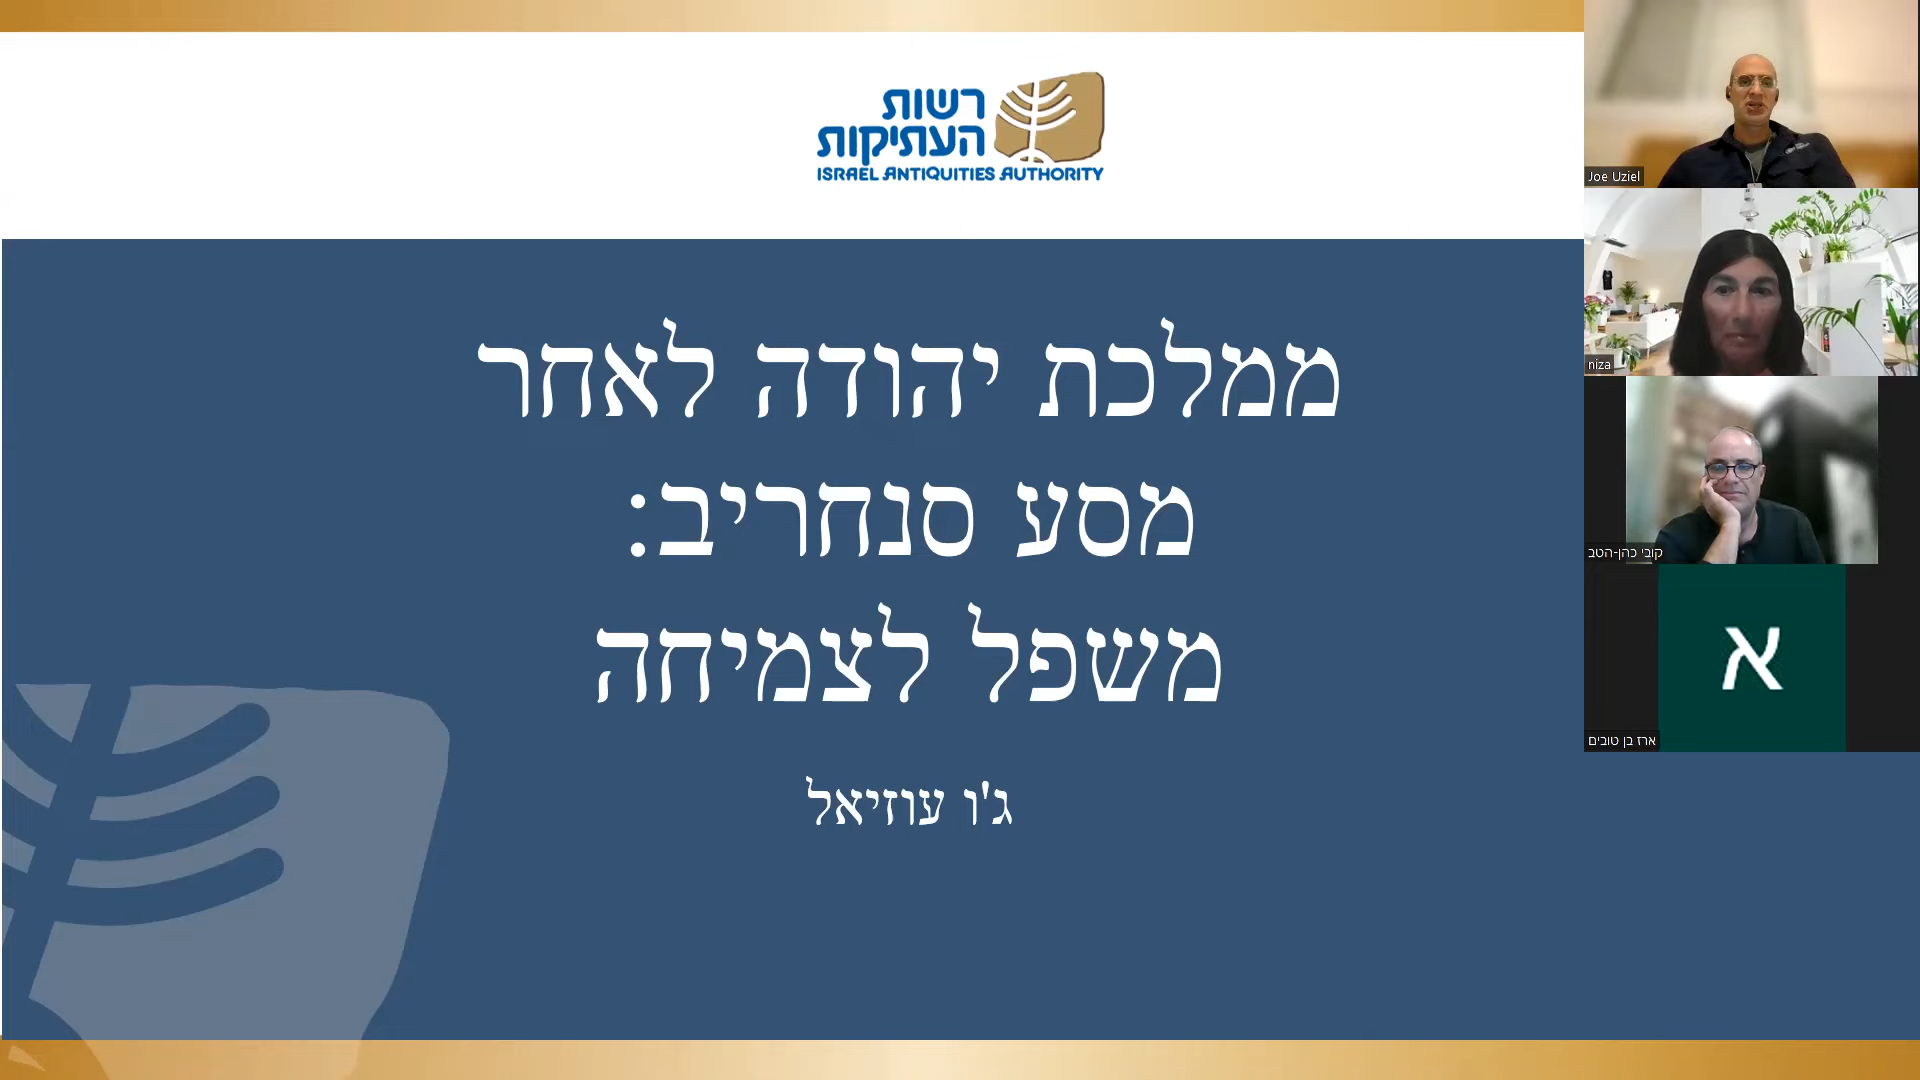 רשות
העתיקות
ISRAEL ANTIQUITIES AUTHORITY
ממלכת יהודה לאחר
מסע סנחריב:
משפל לצמיחה
ג'ו עוזיאל
Joe Uziel
niza
קובי כהן-הטב
א
ארז בן טובים